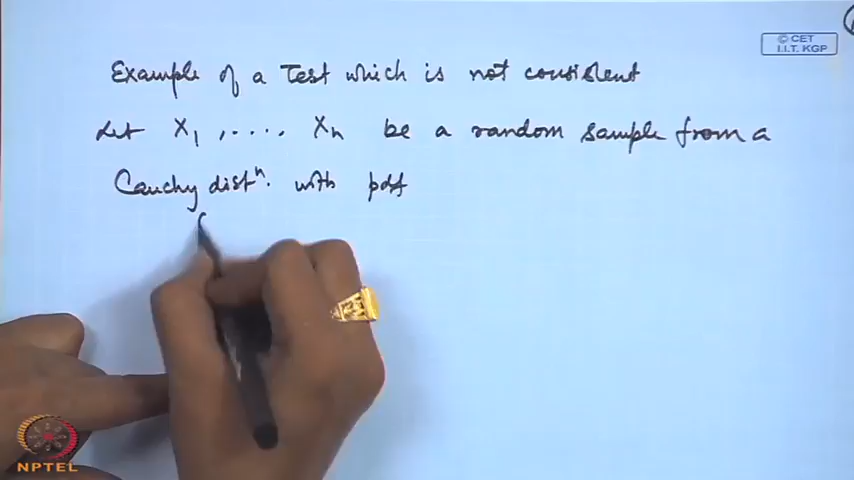 © CET
I.I.T. KGP
Example of a Test which is not consistent
Let X1, .... Xn be a random sample from a
Cauchy distn. with pdf
NPTEL